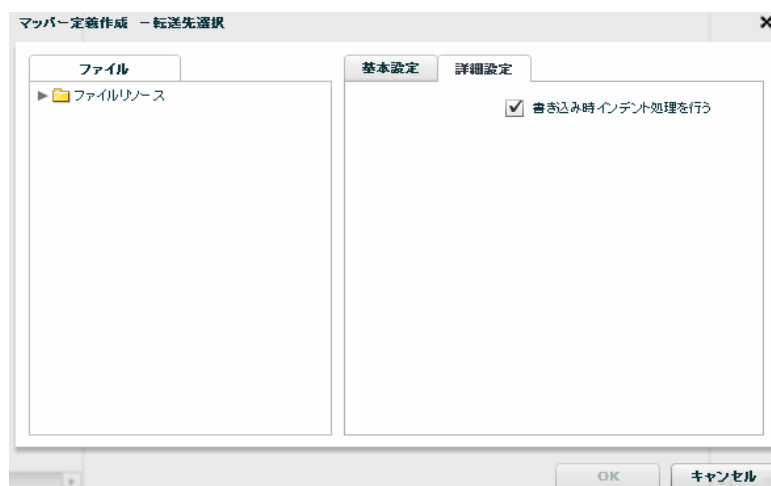 マッパー定義作成 －転送先選択
ファイル
ファイルリソース
基本設定 詳細設定
書き込み時インデント処理を行う
OK キャンセル